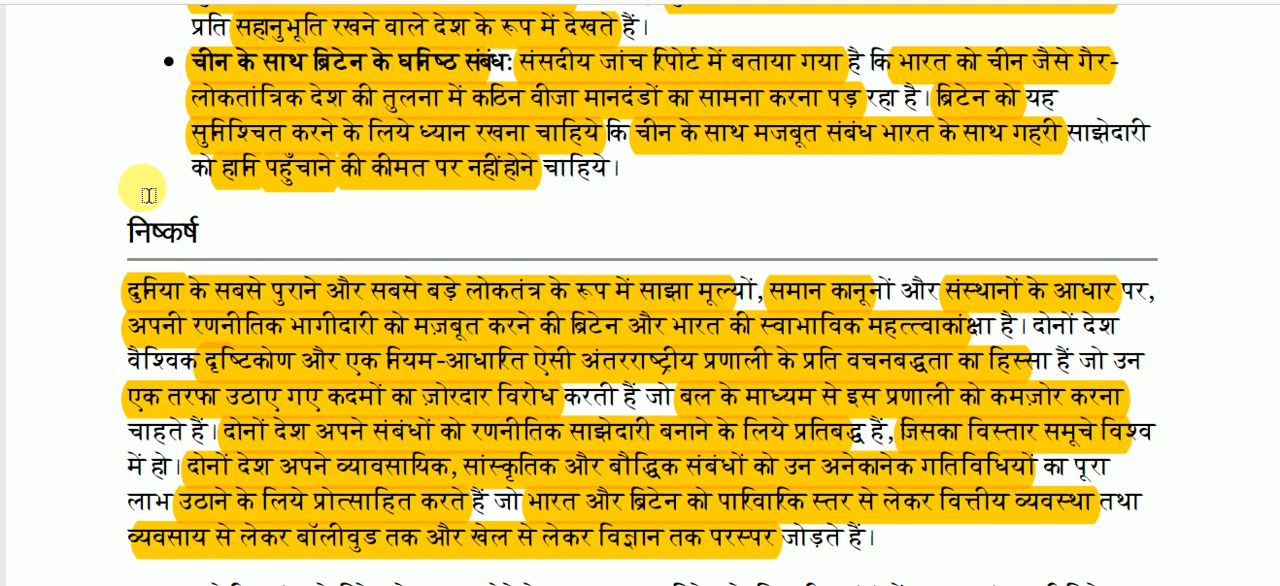 प्रति सहानुभूति रखने वाले देश के रूप में देखते हैं।
• चीन के साथ ब्रिटेन के घनिष्ठ संबंध: संसदीय जांच रिपोर्ट में बताया गया है कि भारत को चीन जैसे गैर-
लोकतांत्रिक देश की तुलना में कठिन वीजा मानदंडों का सामना करना पड़ रहा है। ब्रिटेन को यह
सुनिश्चित करने के लिये ध्यान रखना चाहिये कि चीन के साथ मजबूत संबंध भारत के साथ गहरी साझेदारी
को हानि पहुँचाने की कीमत पर नहीं होने चाहिये।
निष्कर्ष
दुनिया के सबसे पुराने और सबसे बड़े लोकतंत्र के रूप में साझा मूल्यों, समान कानूनों और संस्थानों के आधार पर,
अपनी रणनीतिक भागीदारी को मज़बूत करने की ब्रिटेन और भारत की स्वाभाविक महत्त्वाकांक्षा है। दोनों देश
वैश्विक दृष्टिकोण और एक नियम-आधारित ऐसी अंतरराष्ट्रीय प्रणाली के प्रति वचनबद्धता का हिस्सा हैं जो उन
एक तरफा उठाए गए कदमों का ज़ोरदार विरोध करती हैं जो बल के माध्यम से इस प्रणाली को कमज़ोर करना
चाहते हैं। दोनों देश अपने संबंधों को रणनीतिक साझेदारी बनाने के लिये प्रतिबद्ध हैं, जिसका विस्तार समूचे विश्व
में हो। दोनों देश अपने व्यावसायिक, सांस्कृतिक और बौद्धिक संबंधों को उन अनेकानेक गतिविधियों का पूरा
लाभ उठाने के लिये प्रोत्साहित करते हैं जो भारत और ब्रिटेन को पारिवारिक स्तर से लेकर वित्तीय व्यवस्था तथा
व्यवसाय से लेकर बॉलीवुड तक और खेल से लेकर विज्ञान तक परस्पर जोड़ते हैं।